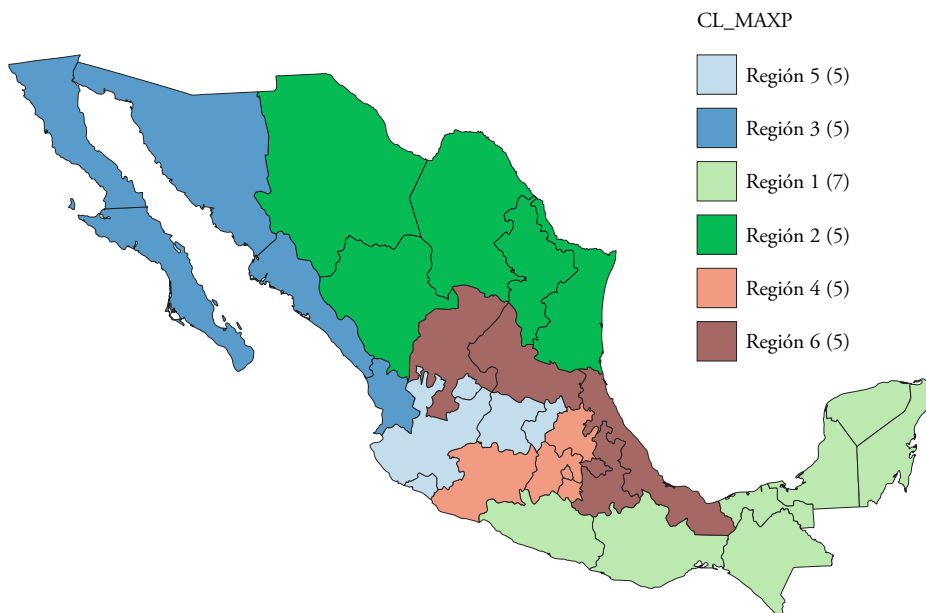 CL_MAXP
Región 5 (5)
Región 3 (5)
Región 1 (7)
Región 2 (5)
Región 4 (5)
Región 6 (5)